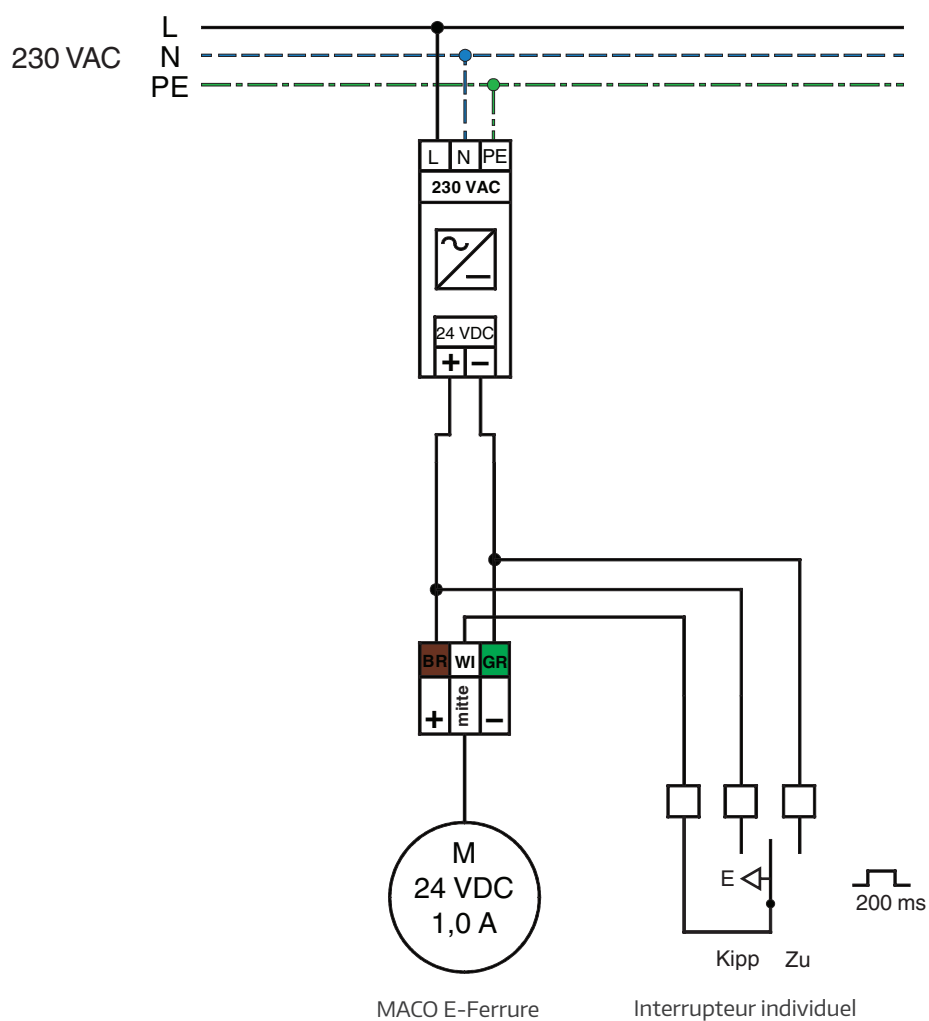 L
230 VAC
N
PE
L N PE
230 VAC
24 VDC
+ −
BR WI GR
+ mitte −
M
24 VDC
1,0 A
E
200 ms
Kipp Zu
MACO E-Ferrure
Interrupteur individuel